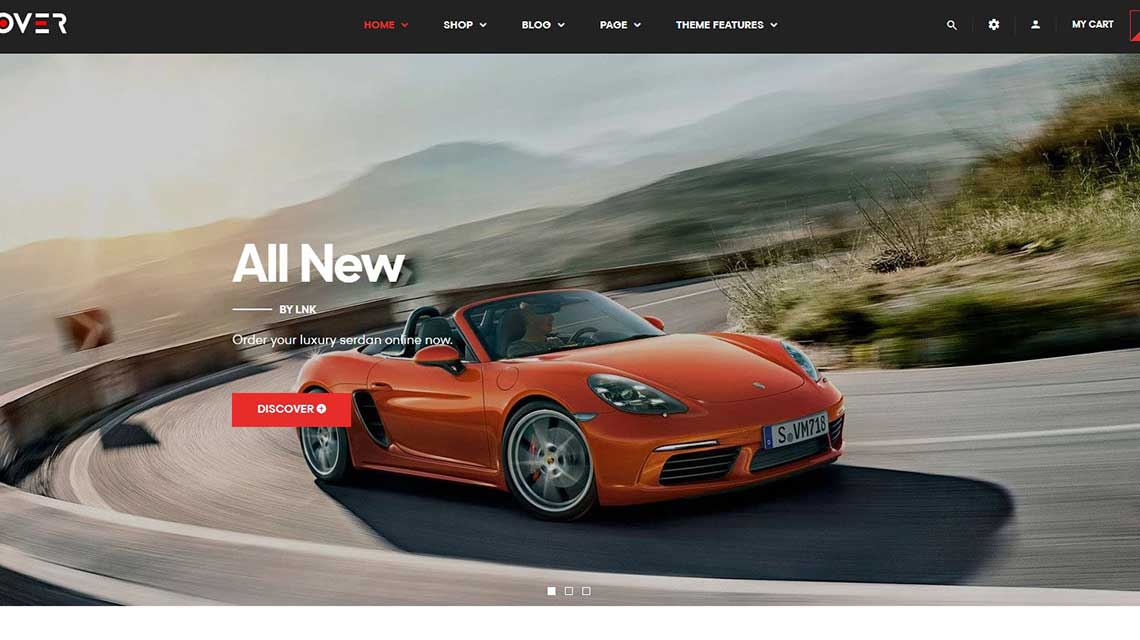 OVER
HOME
SHOP
BLOG
PAGE
THEME FEATURES
MY CART
All New
BY LNK
Order your luxury serdan online now.
DISCOVER
S VM718